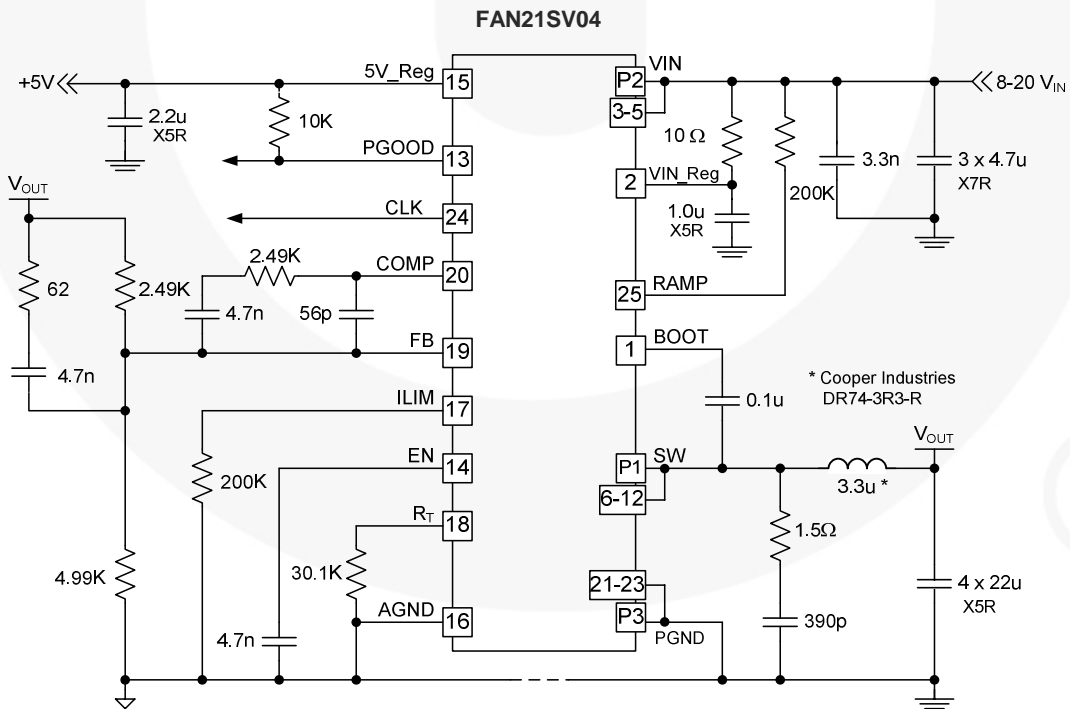 FAN21SV04
+5V
5V_Reg
15
2.2u
X5R
10K
PGOOD
13
CLK
24
VOUT
62
2.49K
4.7n
2.49K
4.7n
56p
COMP
20
FB
19
ILIM
17
200K
EN
14
RT
18
30.1K
4.99K
4.7n
AGND
16
P2
VIN
3-5
8-20 VIN
10 Ω
2
VIN_Reg
1.0u
X5R
200K
3.3n
3 x 4.7u
X7R
25
RAMP
1
BOOT
0.1u
* Cooper Industries
DR74-3R3-R
VOUT
P1
SW
6-12
3.3u *
1.5Ω
21-23
P3
PGND
390p
4 x 22u
X5R